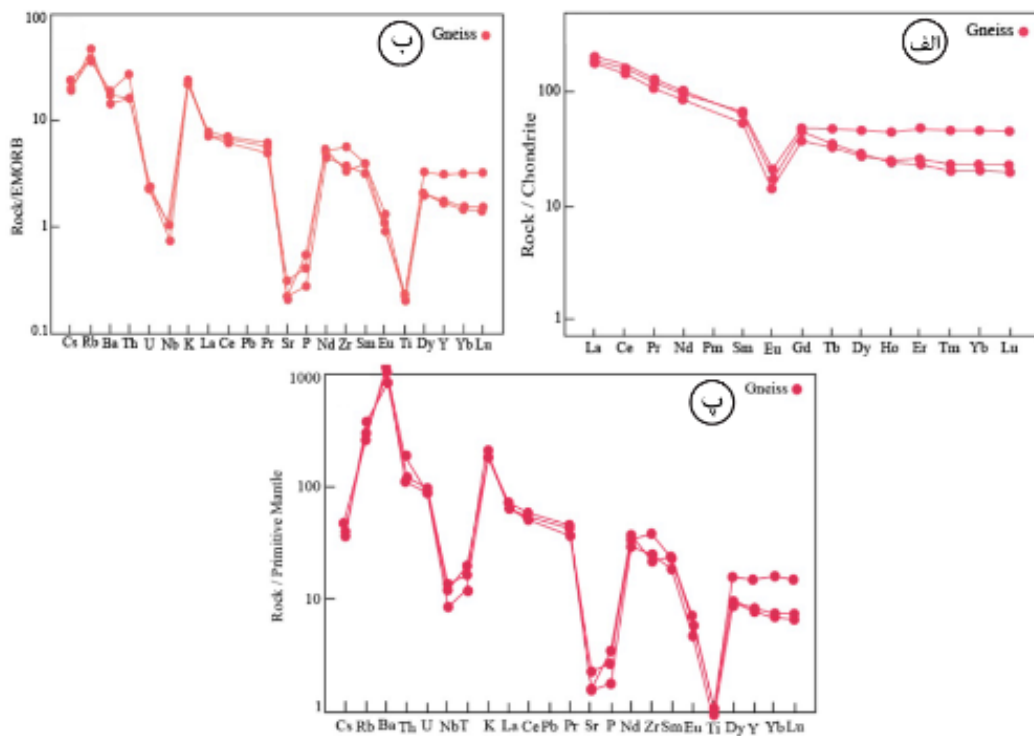 الف
Gneiss
Rock / Chondrite
100
10
1
La Ce Pr Nd Pm Sm Eu Gd Tb Dy Ho Er Tm Yb Lu
ب
Gneiss
Rock/EMORB
100
10
1
0.1
Cs Rb Ba Th U Nb K La Ce Pb Pr Sr P Nd Zr Sm Eu Ti Dy Y Yb Lu
پ
Gneiss
Rock / Primitive Mantle
1000
100
10
1
Cs Rb Ba Th U Nb T K La Ce Pb Pr Sr P Nd Zr Sm Eu Ti Dy Y Yb Lu